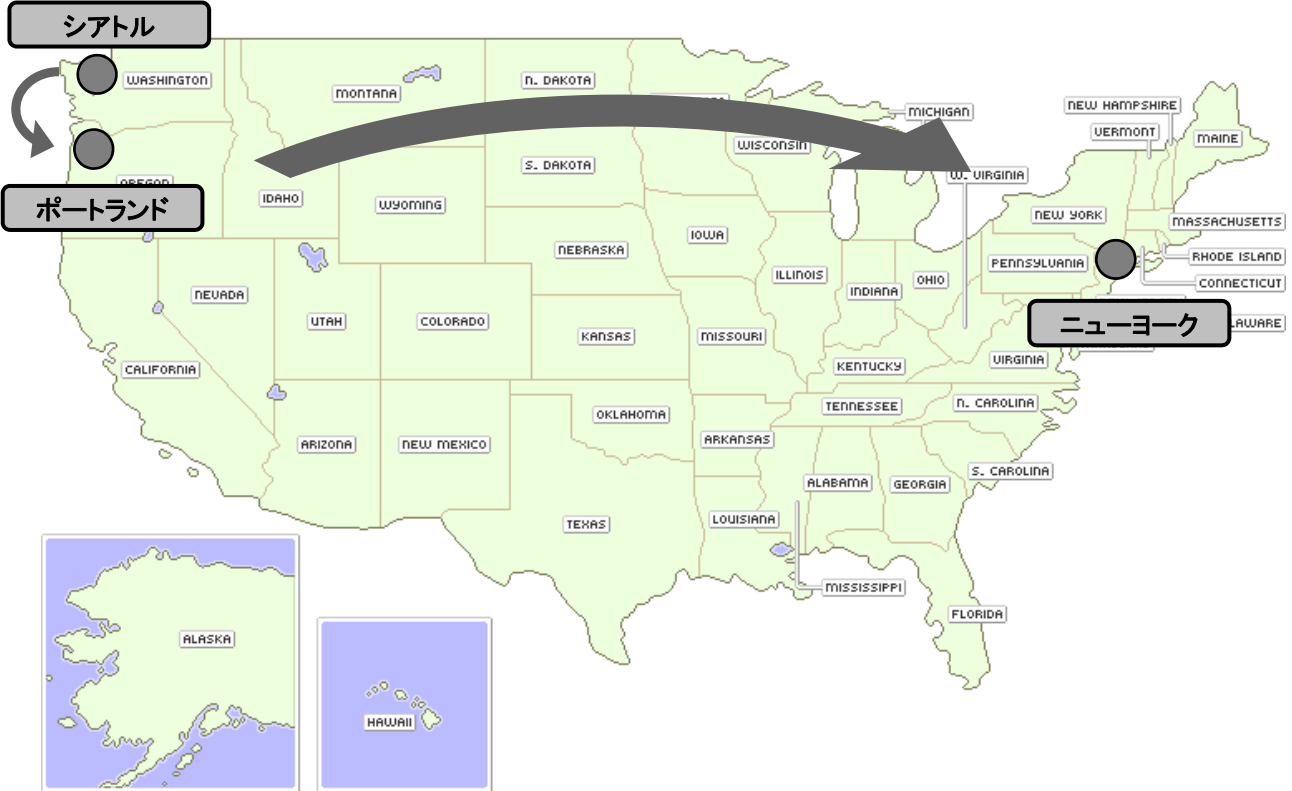 シアトル
WASHINGTON
MONTANA
N. DAKOTA
MICHIGAN
NEW HAMPSHIRE
VERMONT
MAINE
WISCONSIN
S. DAKOTA
W. VIRGINIA
OREGON
ポートランド
IDAHO
WYOMING
NEW YORK
MASSACHUSETTS
IOWA
NEBRASKA
RHODE ISLAND
PENNSYLVANIA
ILLINOIS
OHIO
CONNECTICUT
INDIANA
NEVADA
UTAH
COLORADO
ニューヨーク
KANSAS
MISSOURI
VIRGINIA
KENTUCKY
CALIFORNIA
TENNESSEE
N. CAROLINA
OKLAHOMA
ARKANSAS
ARIZONA
NEW MEXICO
S. CAROLINA
ALABAMA
GEORGIA
LOUISIANA
TEXAS
MISSISSIPPI
FLORIDA
ALASKA
HAWAII